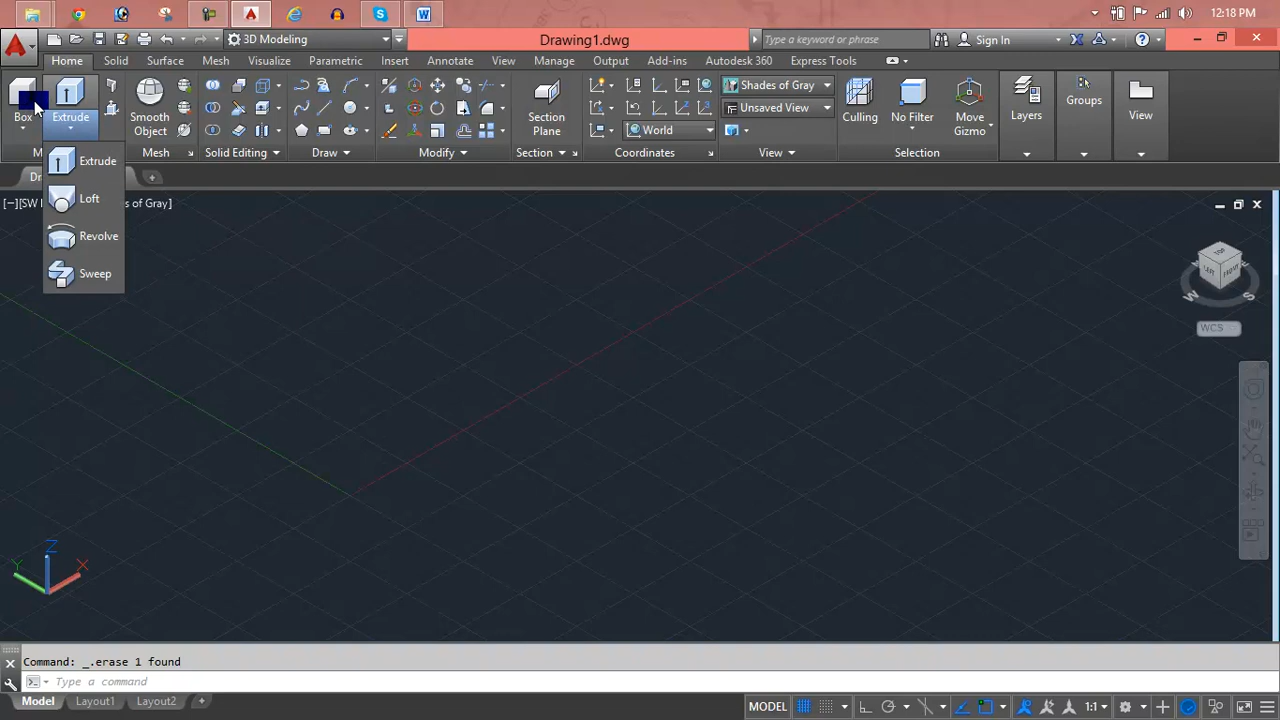 12:18 PM
3D Modeling
Drawing1.dwg
Type a keyword or phrase
Sign In
Home
Solid
Surface
Mesh
Visualize
Parametric
Insert
Annotate
View
Manage
Output
Add-ins
Autodesk 360
Express Tools
Box
Extrude
Smooth Object
Section Plane
Shades of Gray
Unsaved View
World
Culling
No Filter
Move Gizmo
Layers
Groups
View
Mesh
Solid Editing
Draw
Modify
Section
Coordinates
View
Selection
Extrude
Loft
Revolve
Sweep
[−][SW
s of Gray]
TOP
LEFT
FRONT
W
S
WCS
Z
Y
X
Command: _.erase 1 found
Type a command
Model
Layout1
Layout2
MODEL
1:1